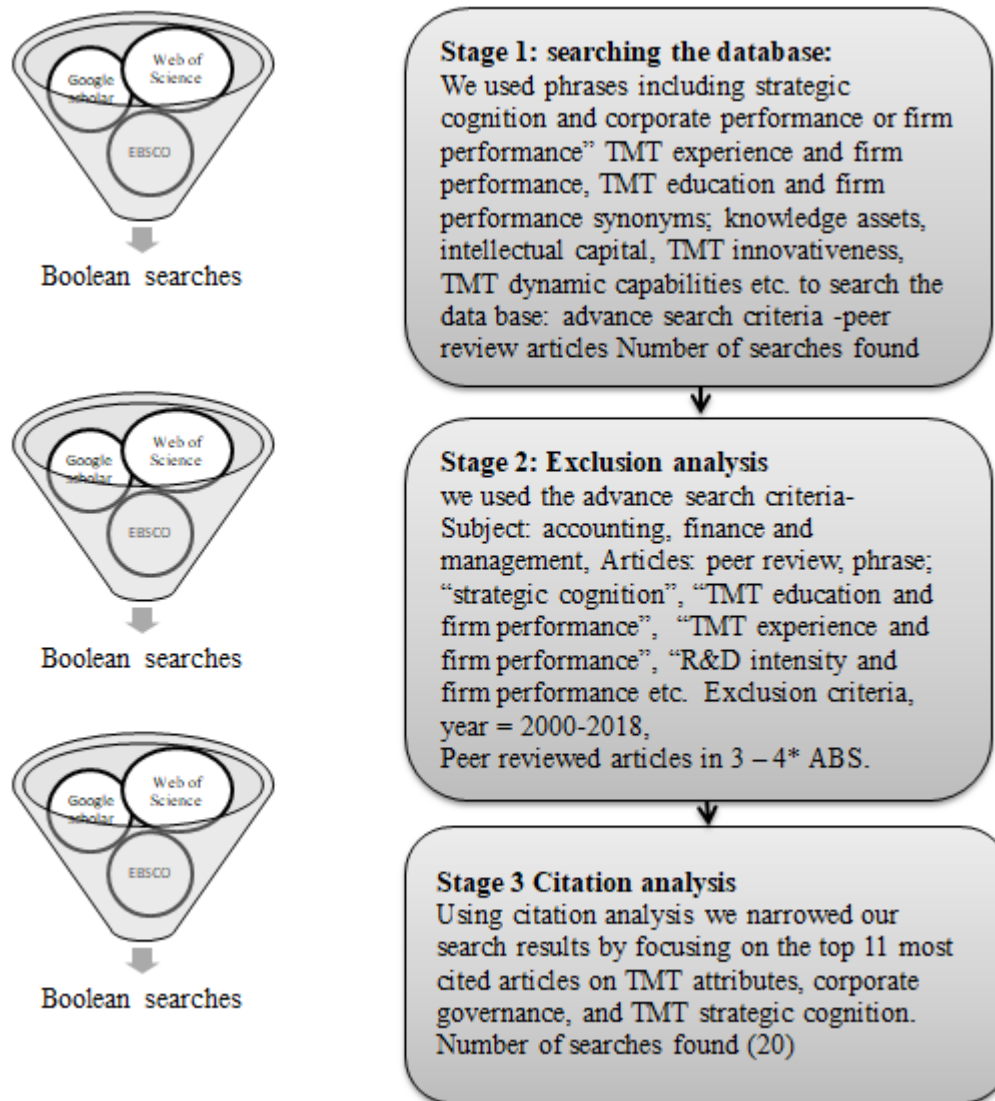 Google
scholar
Web of
Science
EBSCO
Boolean searches
Stage 1: searching the database:
We used phrases including strategic
cognition and corporate performance or firm
performance” TMT experience and firm
performance, TMT education and firm
performance synonyms; knowledge assets,
intellectual capital, TMT innovativeness,
TMT dynamic capabilities etc. to search the
data base: advance search criteria -peer
review articles Number of searches found
Google
scholar
Web of
Science
EBSCO
Boolean searches
Stage 2: Exclusion analysis
we used the advance search criteria-
Subject: accounting, finance and
management, Articles: peer review, phrase;
“strategic cognition”, “TMT education and
firm performance”, “TMT experience and
firm performance”, “R&D intensity and
firm performance etc. Exclusion criteria,
year = 2000-2018,
Peer reviewed articles in 3 – 4* ABS.
Google
scholar
Web of
Science
EBSCO
Boolean searches
Stage 3 Citation analysis
Using citation analysis we narrowed our
search results by focusing on the top 11 most
cited articles on TMT attributes, corporate
governance, and TMT strategic cognition.
Number of searches found (20)